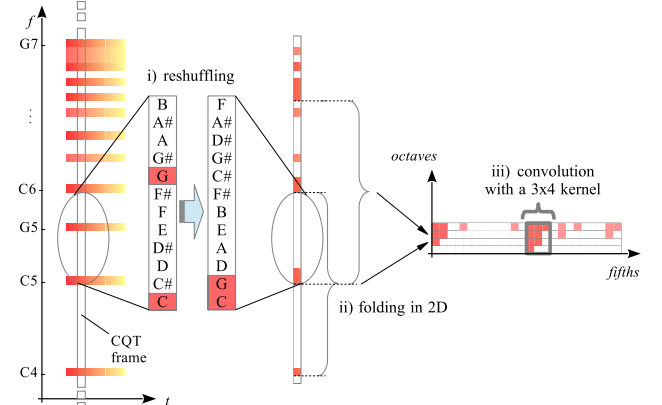 f
G7
⋮
C6
G5
C5
C4
t
CQT
frame
i) reshuffling
B
A#
A
G#
G
F#
F
E
D#
D
C#
C
F
A#
D#
G#
C#
F#
B
E
A
D
G
C
ii) folding in 2D
octaves
iii) convolution
with a 3x4 kernel
fifths